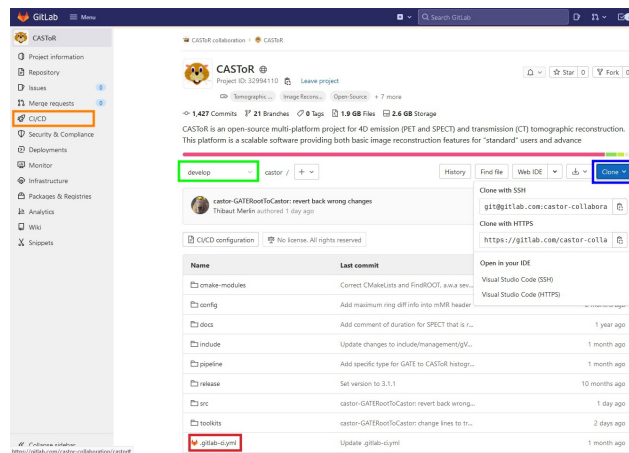 GitLab Menu Search GitLab
CASToR
Project information
Repository
Issues 0
Merge requests 0
CI/CD
Security & Compliance
Deployments
Monitor
Infrastructure
Packages & Registries
Analytics
Wiki
Snippets
Collapse sidebar
https://gitlab.com/castor-collaboration/castor#
CASToR collaboration › CASToR
CASToR
Project ID: 32994110 Leave project
Star 0 Fork 0
Tomographic ... Image Recons... Open-Source + 7 more
1,427 Commits 21 Branches 0 Tags 1.9 GB Files 2.6 GB Storage
CASToR is an open-source multi-platform project for 4D emission (PET and SPECT) and transmission (CT) tomographic reconstruction.
This platform is a scalable software providing both basic image reconstruction features for "standard" users and advance
develop castor / + History Find file Web IDE Clone
Clone with SSH
git@gitlab.com:castor-collabora
Clone with HTTPS
https://gitlab.com/castor-colla
Open in your IDE
Visual Studio Code (SSH)
Visual Studio Code (HTTPS)
castor-GATERootToCastor: revert back wrong changes
Thibaut Merlin authored 1 day ago
CI/CD configuration No license. All rights reserved
Name Last commit
cmake-modules Correct CMakeLists and FindROOT, a.w.a sev...
config Add maximum ring diff info into mMR header
docs Add comment of duration for SPECT that is r... 1 year ago
include Update changes to include/management/gV... 1 month ago
pipeline Add specific type for GATE to CASToR histogr... 1 month ago
release Set version to 3.1.1 10 months ago
src castor-GATERootToCastor: revert back wrong... 1 day ago
toolkits castor-GATERootToCastor: change lines to tr... 2 days ago
.gitlab-ci.yml Update .gitlab-ci.yml 1 month ago